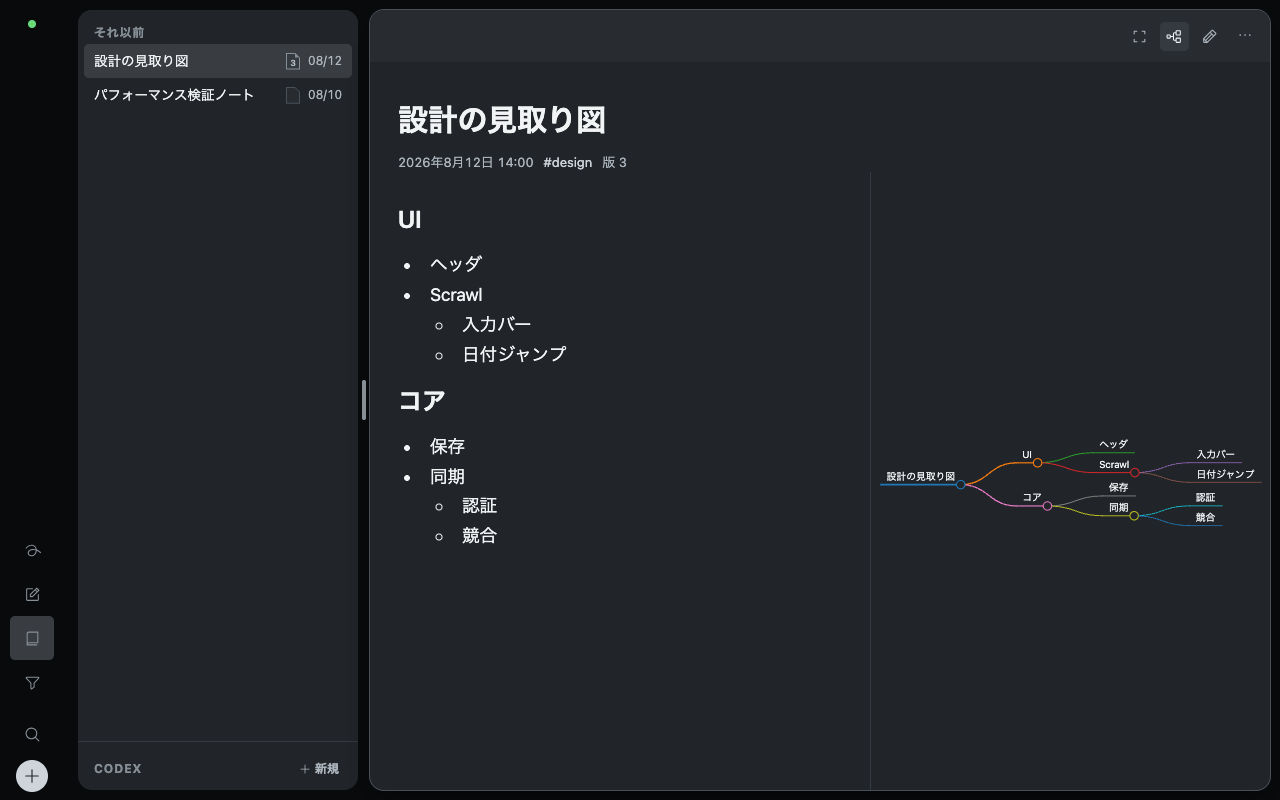 それ以前
設計の見取り図 3 08/12
パフォーマンス検証ノート 08/10
CODEX
+ 新規
設計の見取り図
2026年8月12日 14:00 #design 版 3
UI
• ヘッダ
• Scrawl
◦ 入力バー
◦ 日付ジャンプ
コア
• 保存
• 同期
◦ 認証
◦ 競合
設計の見取り図
UI
ヘッダ
Scrawl
入力バー
日付ジャンプ
コア
保存
同期
認証
競合